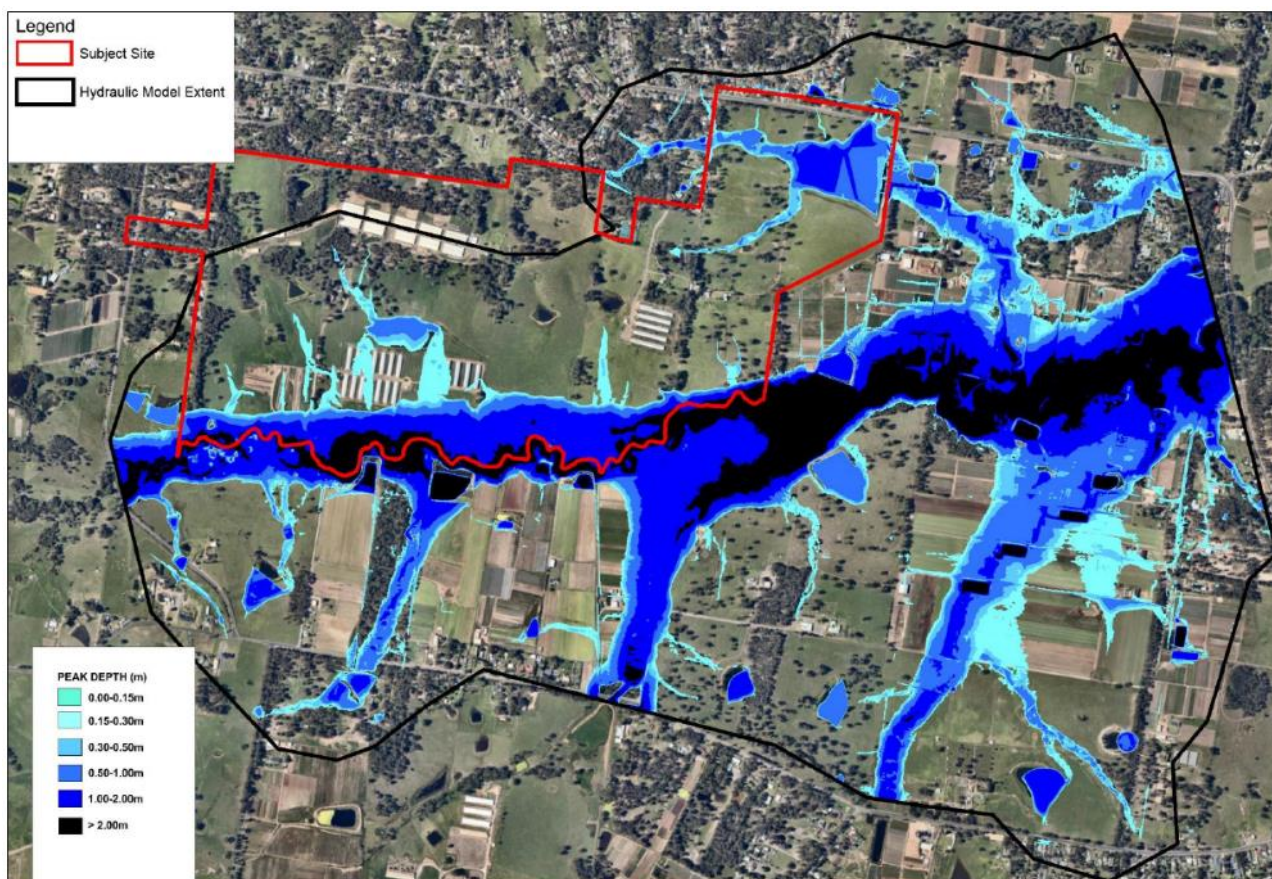 Legend
Subject Site
Hydraulic Model Extent
PEAK DEPTH (m)
0.00-0.15m
0.15-0.30m
0.30-0.50m
0.50-1.00m
1.00-2.00m
> 2.00m